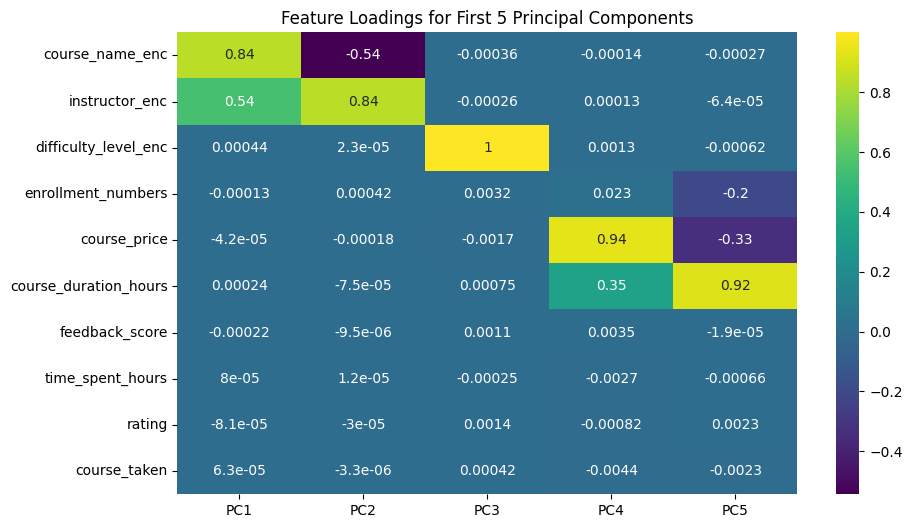 Feature Loadings for First 5 Principal Components
course_name_enc 0.84 -0.54 -0.00036 -0.00014 -0.00027
instructor_enc 0.54 0.84 -0.00026 0.00013 -6.4e-05
difficulty_level_enc 0.00044 2.3e-05 1 0.0013 -0.00062
enrollment_numbers -0.00013 0.00042 0.0032 0.023 -0.2
course_price -4.2e-05 -0.00018 -0.0017 0.94 -0.33
course_duration_hours 0.00024 -7.5e-05 0.00075 0.35 0.92
feedback_score -0.00022 -9.5e-06 0.0011 0.0035 -1.9e-05
time_spent_hours 8e-05 1.2e-05 -0.00025 -0.0027 -0.00066
rating -8.1e-05 -3e-05 0.0014 -0.00082 0.0023
course_taken 6.3e-05 -3.3e-06 0.00042 -0.0044 -0.0023
PC1 PC2 PC3 PC4 PC5
0.8
0.6
0.4
0.2
0.0
−0.2
−0.4